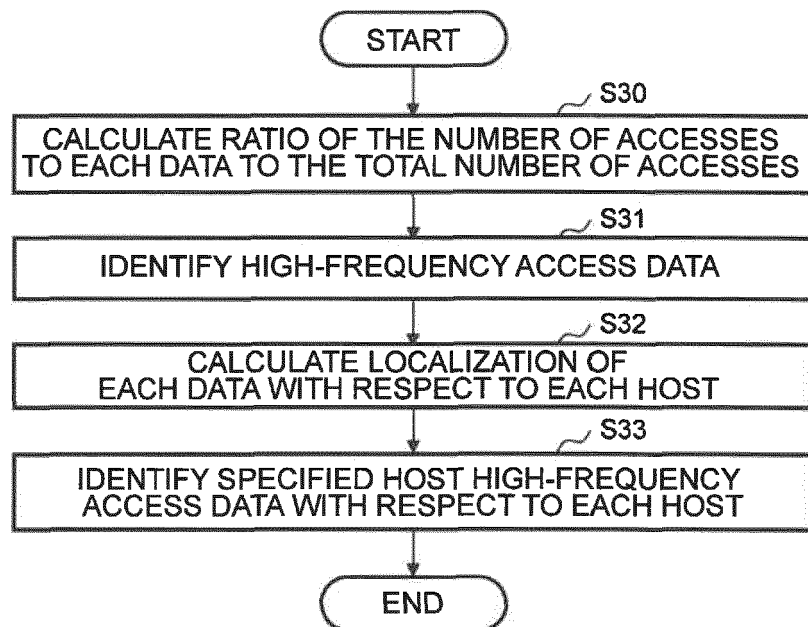 START
S30
CALCULATE RATIO OF THE NUMBER OF ACCESSES
TO EACH DATA TO THE TOTAL NUMBER OF ACCESSES
S31
IDENTIFY HIGH-FREQUENCY ACCESS DATA
S32
CALCULATE LOCALIZATION OF
EACH DATA WITH RESPECT TO EACH HOST
S33
IDENTIFY SPECIFIED HOST HIGH-FREQUENCY
ACCESS DATA WITH RESPECT TO EACH HOST
END